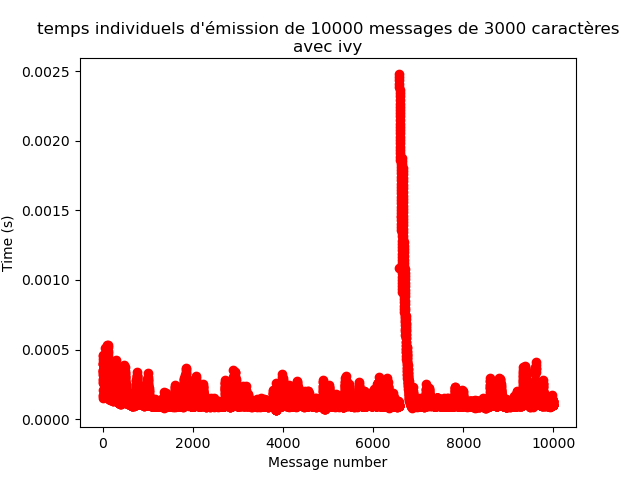 temps individuels d'émission de 10000 messages de 3000 caractères
avec ivy
0.0025
0.0020
0.0015
0.0010
0.0005
0.0000
Time (s)
0 2000 4000 6000 8000 10000
Message number